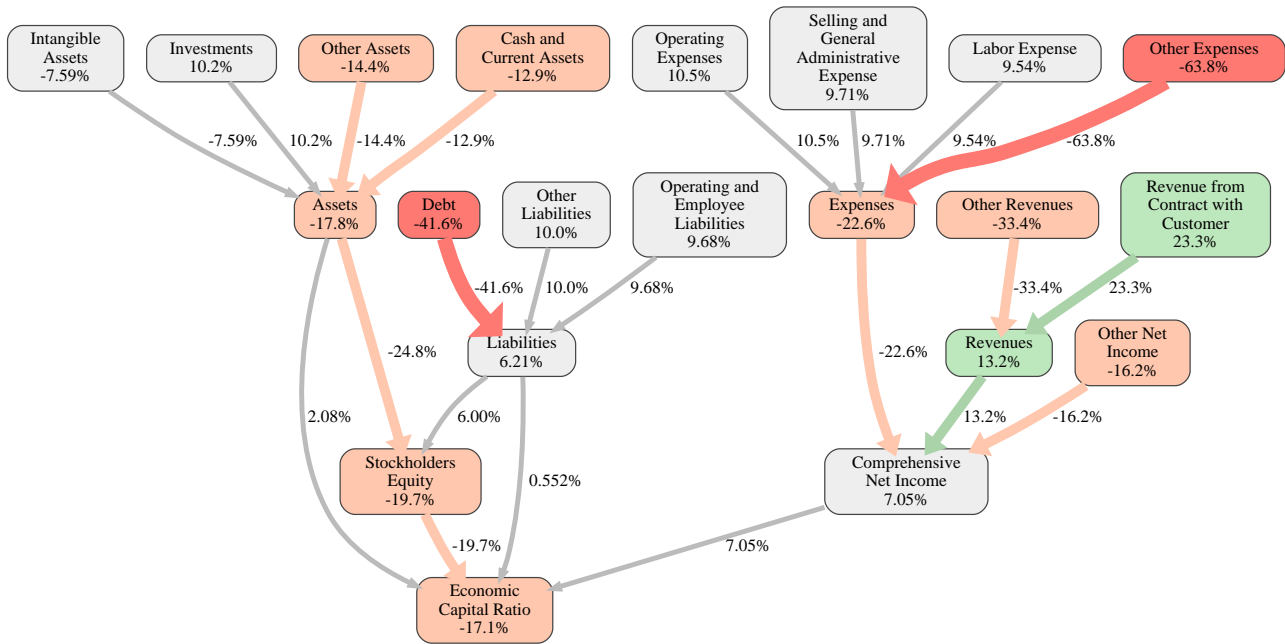 Intangible
Assets
-7.59%
Investments
10.2%
Other Assets
-14.4%
Cash and
Current Assets
-12.9%
Operating
Expenses
10.5%
Selling and
General
Administrative
Expense
9.71%
Labor Expense
9.54%
Other Expenses
-63.8%
-7.59%
10.2%
-14.4%
-12.9%
10.5%
9.71%
9.54%
-63.8%
Assets
-17.8%
Debt
-41.6%
Other
Liabilities
10.0%
Operating and
Employee
Liabilities
9.68%
Expenses
-22.6%
Other Revenues
-33.4%
Revenue from
Contract with
Customer
23.3%
-41.6%
10.0%
9.68%
-33.4%
23.3%
Liabilities
6.21%
Revenues
13.2%
Other Net
Income
-16.2%
-24.8%
-22.6%
2.08%
6.00%
13.2%
-16.2%
Stockholders
Equity
-19.7%
0.552%
Comprehensive
Net Income
7.05%
-19.7%
7.05%
Economic
Capital Ratio
-17.1%